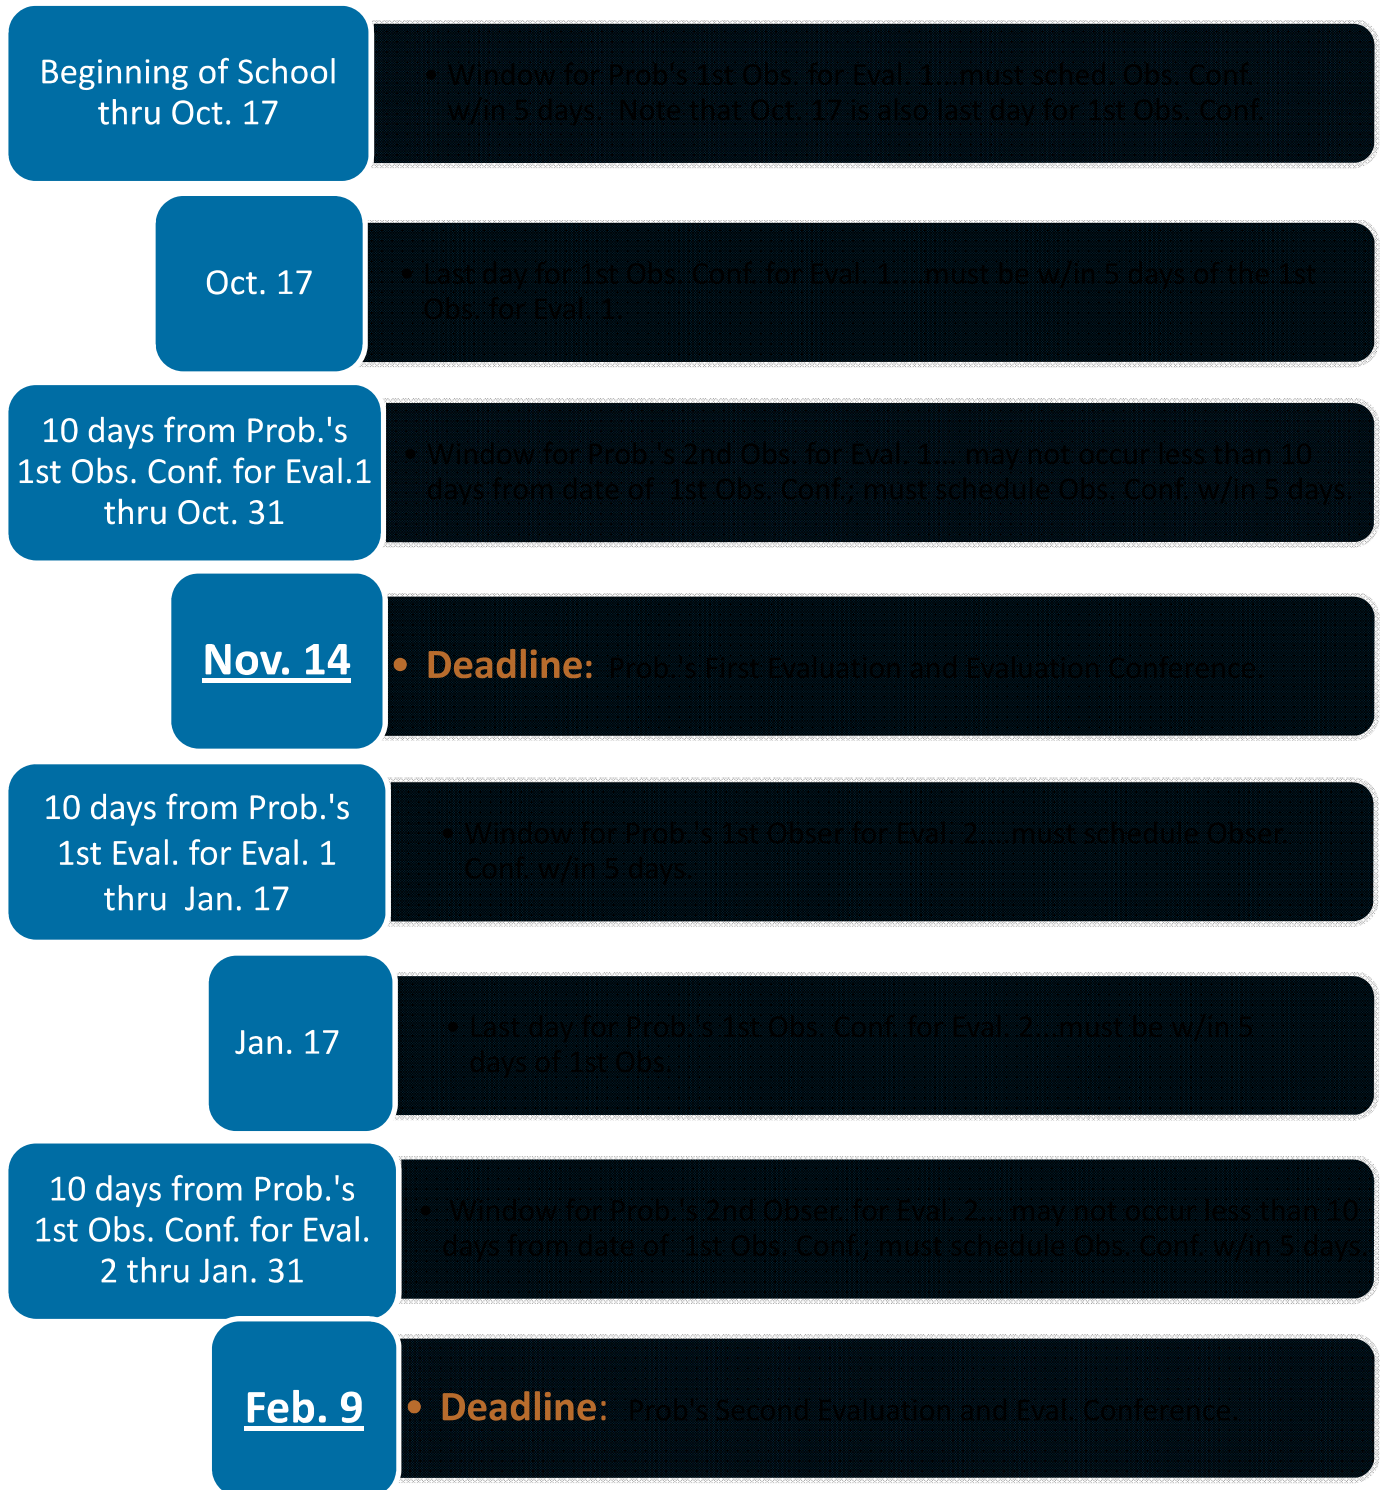 Beginning of School
thru Oct. 17
• Window for Prob's 1st Obs. for Eval. 1...must sched. Obs. Conf.
w/in 5 days.  Note that Oct. 17 is also last day for 1st Obs. Conf.
Oct. 17
• Last day for 1st Obs. Conf. for Eval. 1... must be w/in 5 days of the 1st
Obs. for Eval. 1.
10 days from Prob.'s
1st Obs. Conf. for Eval.1
thru Oct. 31
• Window for Prob.'s 2nd Obs. for Eval. 1... may not occur less than 10
days from date of  1st Obs. Conf.; must schedule Obs. Conf. w/in 5 days.
Nov. 14
• Deadline:  Prob.'s First Evaluation and Evaluation Conference.
10 days from Prob.'s
1st Eval. for Eval. 1
thru  Jan. 17
• Window for Prob.'s 1st Obser for Eval. 2... must schedule Obser.
Conf. w/in 5 days.
Jan. 17
• Last day for Prob.'s 1st Obs. Conf. for Eval. 2...must be w/in 5
days of 1st Obs.
10 days from Prob.'s
1st Obs. Conf. for Eval.
2 thru Jan. 31
• Window for Prob.'s 2nd Obser. for Eval. 2... may not occur less than 10
days from date of  1st Obs. Conf.; must schedule Obs. Conf. w/in 5 days.
Feb. 9
• Deadline:  Prob's Second Evaluation and Eval. Conference.